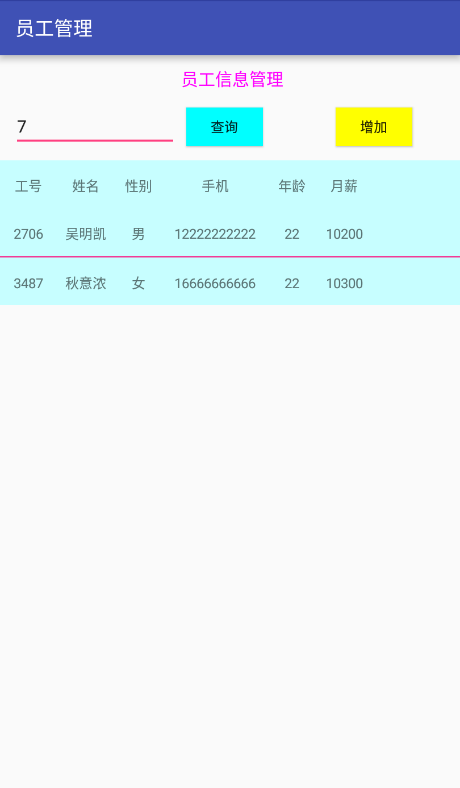 员工管理
员工信息管理
7 查询 增加
工号 姓名 性别 手机 年龄 月薪
2706 吴明凯 男 12222222222 22 10200
3487 秋意浓 女 16666666666 22 10300